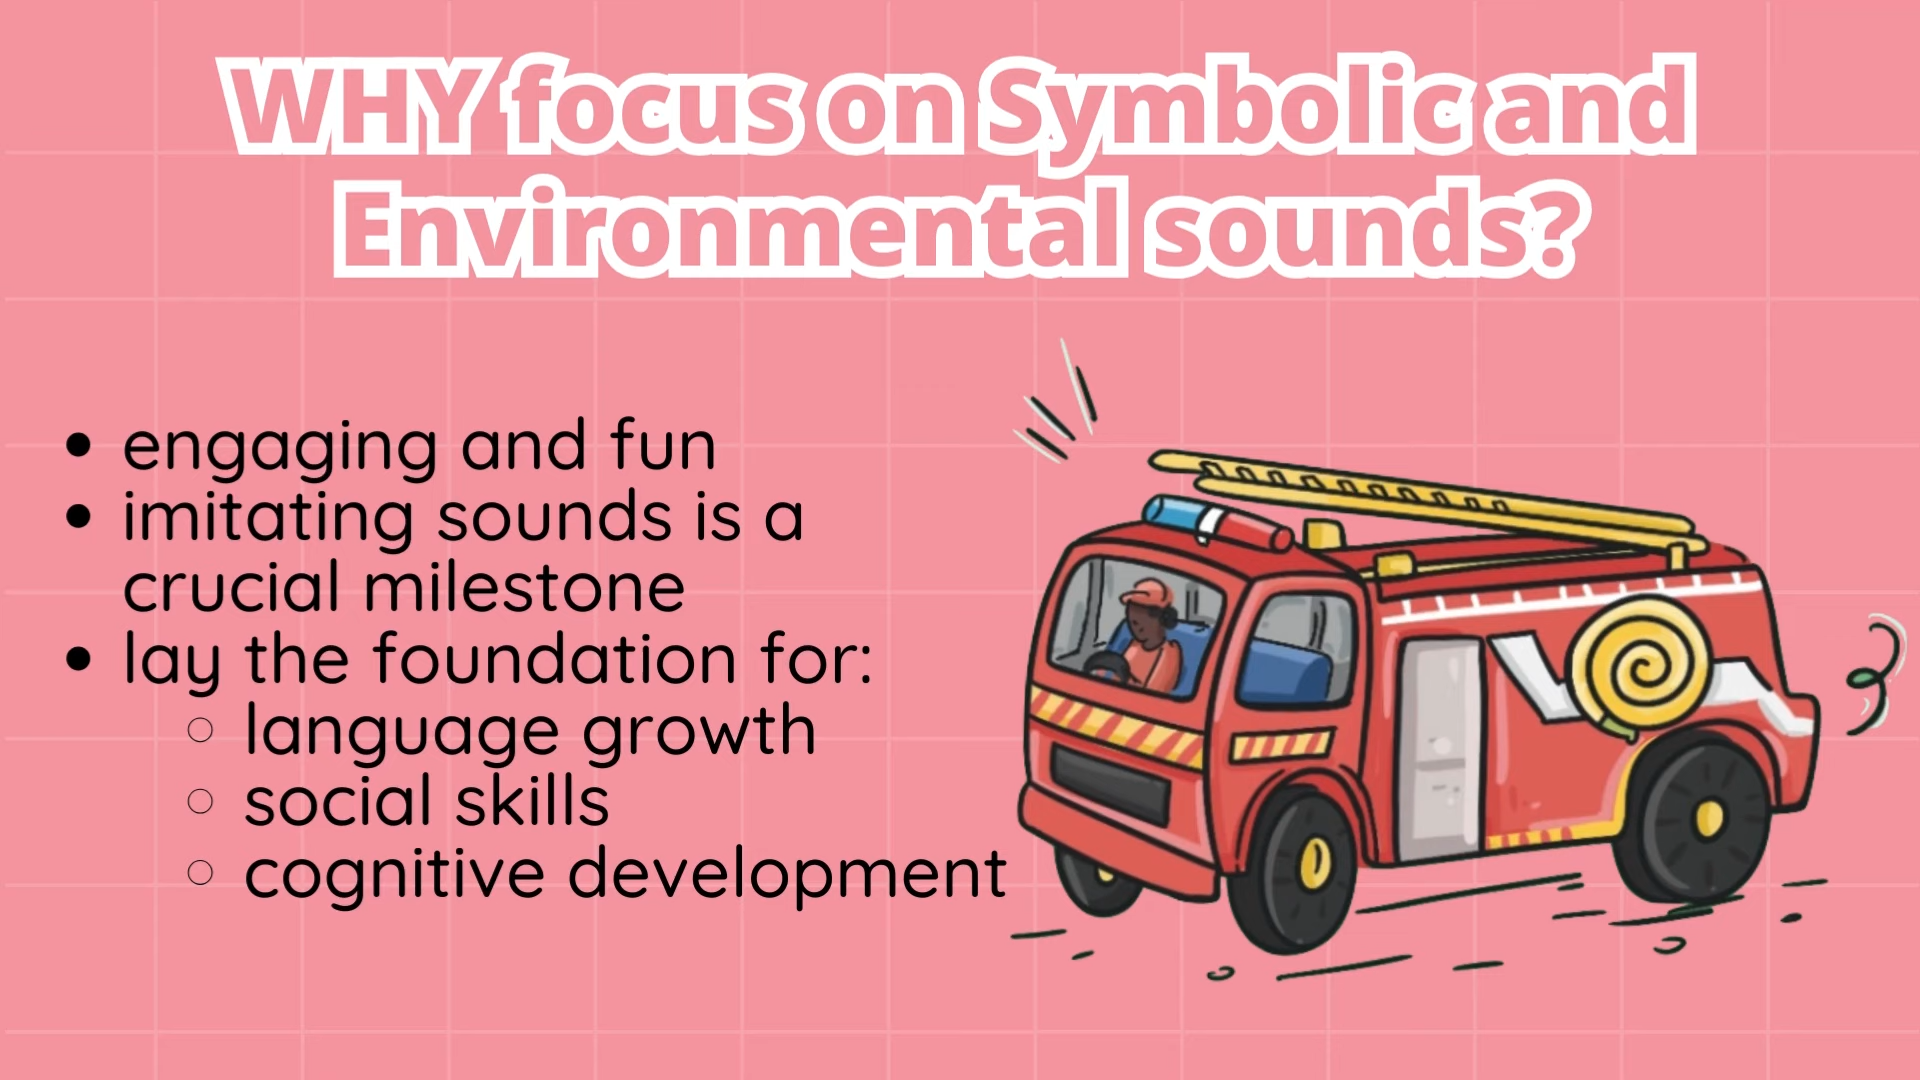 WHY focus on Symbolic and
Environmental sounds?
engaging and fun
imitating sounds is a
crucial milestone
lay the foundation for:
language growth
social skills
cognitive development